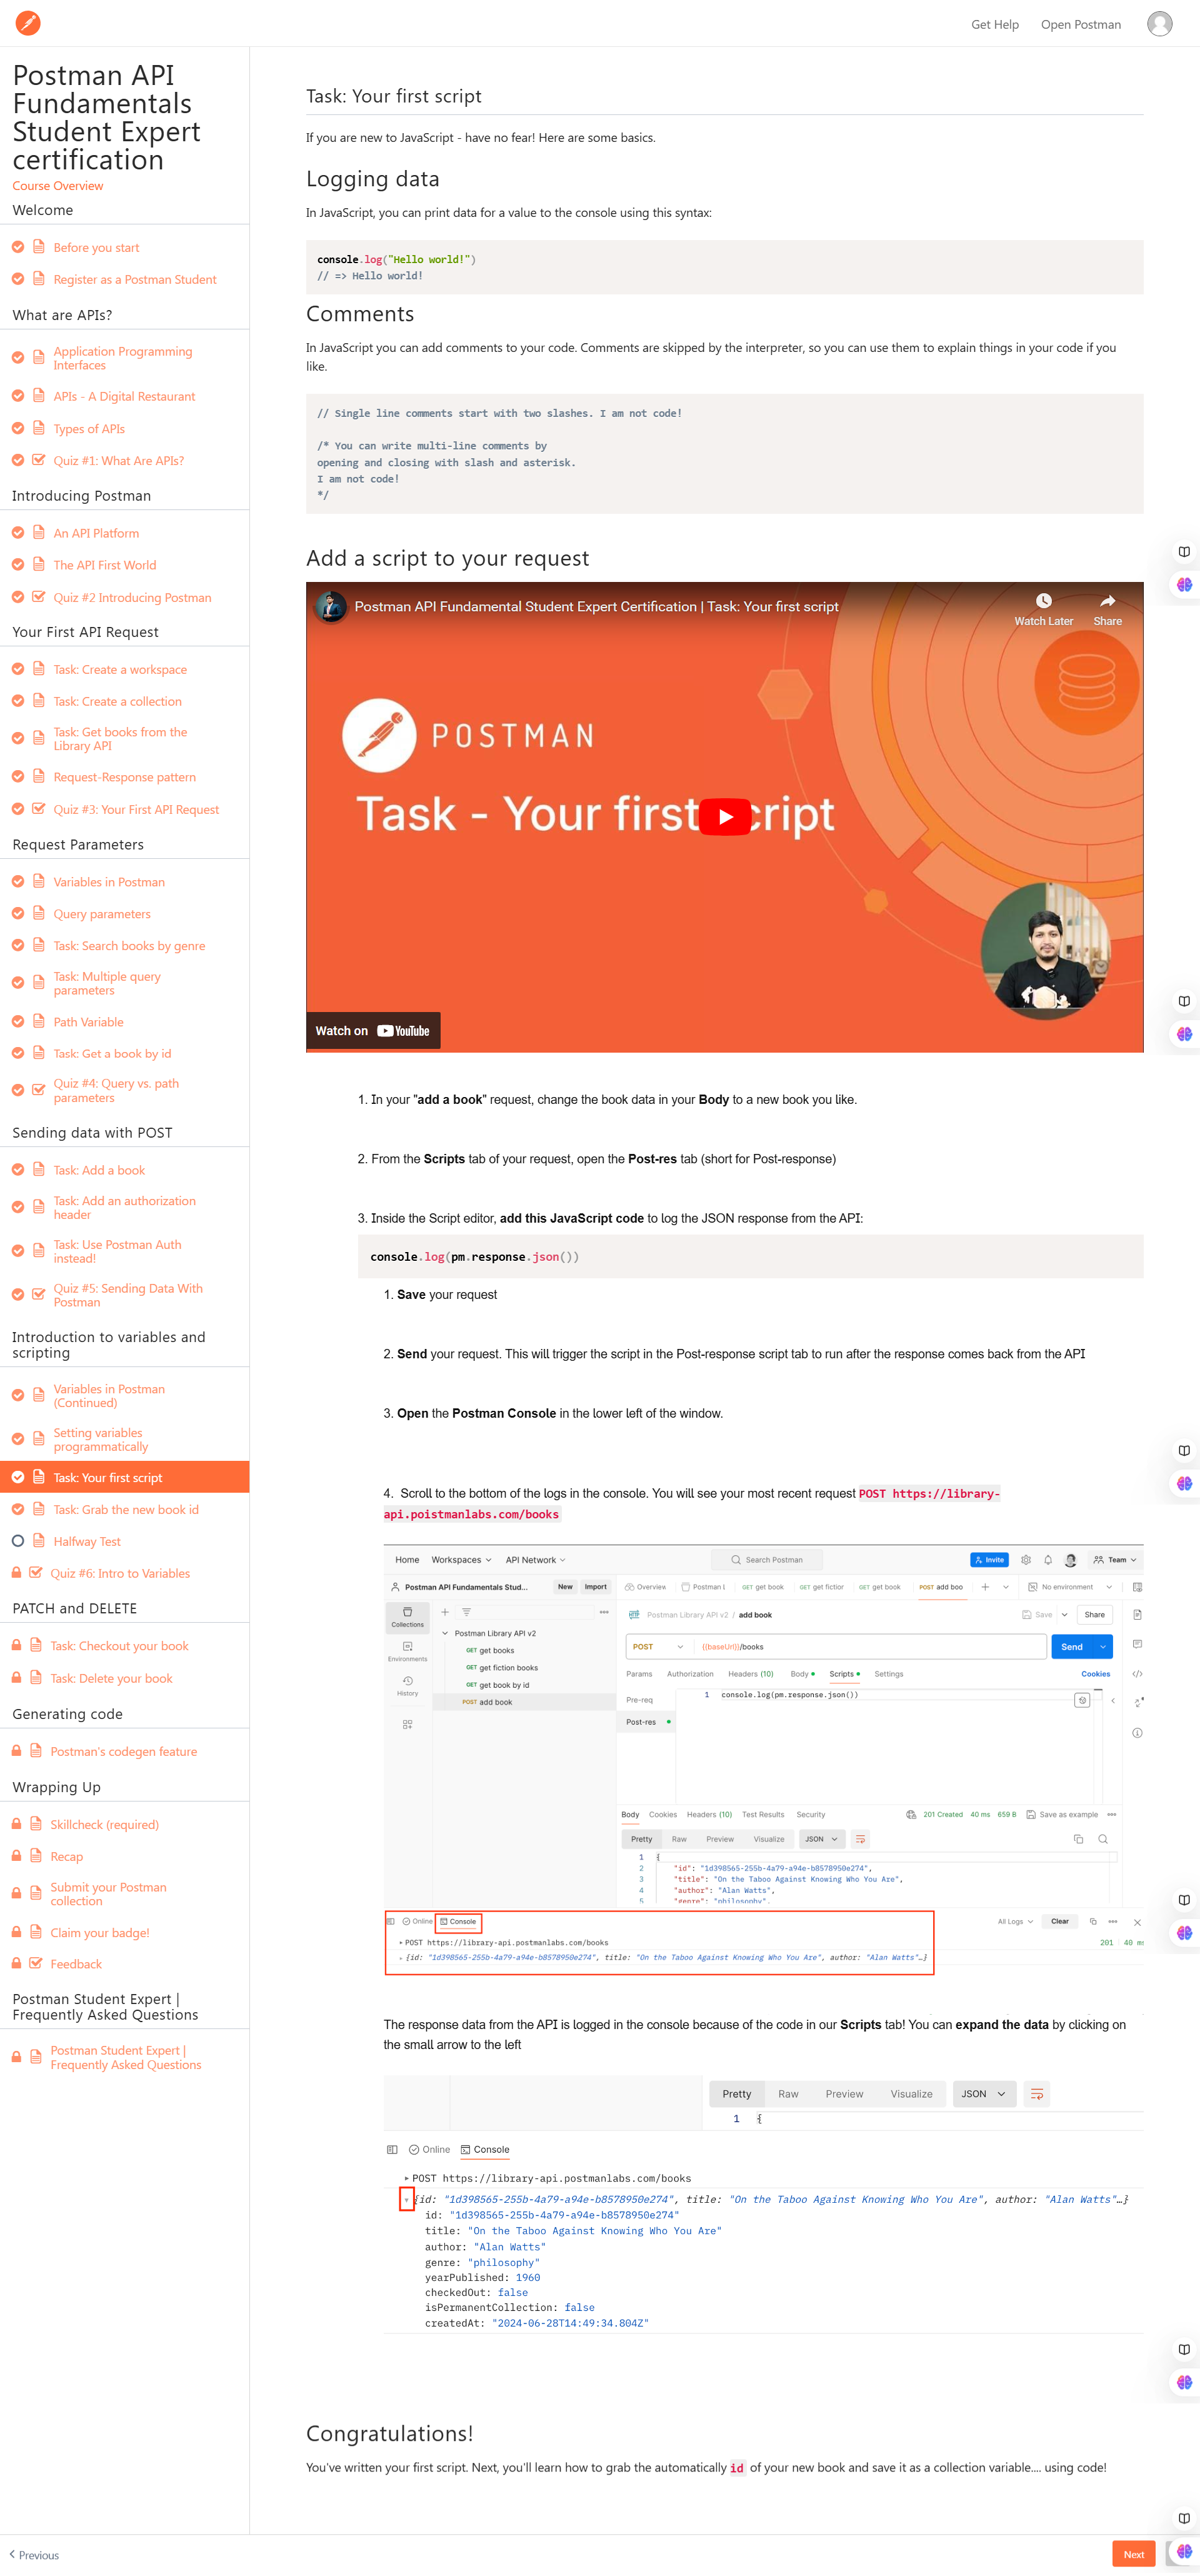 Get Help
Open Postman
Postman API
Fundamentals
Student Expert
certification
Course Overview
Welcome
Before you start
Register as a Postman Student
What are APIs?
Application Programming
Interfaces
APIs - A Digital Restaurant
Types of APIs
Quiz #1: What Are APIs?
Introducing Postman
An API Platform
The API First World
Quiz #2 Introducing Postman
Your First API Request
Task: Create a workspace
Task: Create a collection
Task: Get books from the
Library API
Request-Response pattern
Quiz #3: Your First API Request
Request Parameters
Variables in Postman
Query parameters
Task: Search books by genre
Task: Multiple query
parameters
Path Variable
Task: Get a book by id
Quiz #4: Query vs. path
parameters
Sending data with POST
Task: Add a book
Task: Add an authorization
header
Task: Use Postman Auth
instead!
Quiz #5: Sending Data With
Postman
Introduction to variables and
scripting
Variables in Postman
(Continued)
Setting variables
programmatically
Task: Your first script
Task: Grab the new book id
Halfway Test
Quiz #6: Intro to Variables
PATCH and DELETE
Task: Checkout your book
Task: Delete your book
Generating code
Postman's codegen feature
Wrapping Up
Skillcheck (required)
Recap
Submit your Postman
collection
Claim your badge!
Feedback
Postman Student Expert |
Frequently Asked Questions
Postman Student Expert |
Frequently Asked Questions
Task: Your first script
If you are new to JavaScript - have no fear! Here are some basics.
Logging data
In JavaScript, you can print data for a value to the console using this syntax:
console.log("Hello world!")
// => Hello world!
Comments
In JavaScript you can add comments to your code. Comments are skipped by the interpreter, so you can use them to explain things in your code if you
like.
// Single line comments start with two slashes. I am not code!
/* You can write multi-line comments by
opening and closing with slash and asterisk.
I am not code!
*/
Add a script to your request
Postman API Fundamental Student Expert Certification | Task: Your first script
Watch Later
Share
POSTMAN
Task - Your first cript
Watch on YouTube
1. In your "add a book" request, change the book data in your Body to a new book you like.
2. From the Scripts tab of your request, open the Post-res tab (short for Post-response)
3. Inside the Script editor, add this JavaScript code to log the JSON response from the API:
console.log(pm.response.json())
1. Save your request
2. Send your request. This will trigger the script in the Post-response script tab to run after the response comes back from the API
3. Open the Postman Console in the lower left of the window.
4. Scroll to the bottom of the logs in the console. You will see your most recent request POST https://library-
api.poistmanlabs.com/books
Home Workspaces API Network Search Postman Invite Team
Postman API Fundamentals Stud... New Import Overview Postman L GET get book GET get fictior GET get book POST add boo No environment
Collections
Environments
History
Postman Library API v2
GET get books
GET get fiction books
GET get book by id
POST add book
Postman Library API v2 / add book Save Share
POST {{baseUrl}}/books Send
Params Authorization Headers (10) Body Scripts Settings Cookies
Pre-req
Post-res
1 console.log(pm.response.json())
Body Cookies Headers (10) Test Results Security 201 Created 40 ms 659 B Save as example
Pretty Raw Preview Visualize JSON
1 {
2 "id": "1d398565-255b-4a79-a94e-b8578950e274",
3 "title": "On the Taboo Against Knowing Who You Are",
4 "author": "Alan Watts",
5 "genre": "philosophy",
Online Console All Logs Clear
POST https://library-api.postmanlabs.com/books 201 40 ms
{id: "1d398565-255b-4a79-a94e-b8578950e274", title: "On the Taboo Against Knowing Who You Are", author: "Alan Watts"…}
The response data from the API is logged in the console because of the code in our Scripts tab! You can expand the data by clicking on
the small arrow to the left
Pretty Raw Preview Visualize JSON
1 {
Online Console
POST https://library-api.postmanlabs.com/books
{id: "1d398565-255b-4a79-a94e-b8578950e274", title: "On the Taboo Against Knowing Who You Are", author: "Alan Watts"…}
id: "1d398565-255b-4a79-a94e-b8578950e274"
title: "On the Taboo Against Knowing Who You Are"
author: "Alan Watts"
genre: "philosophy"
yearPublished: 1960
checkedOut: false
isPermanentCollection: false
createdAt: "2024-06-28T14:49:34.804Z"
Congratulations!
You've written your first script. Next, you'll learn how to grab the automatically id of your new book and save it as a collection variable.... using code!
Previous
Next